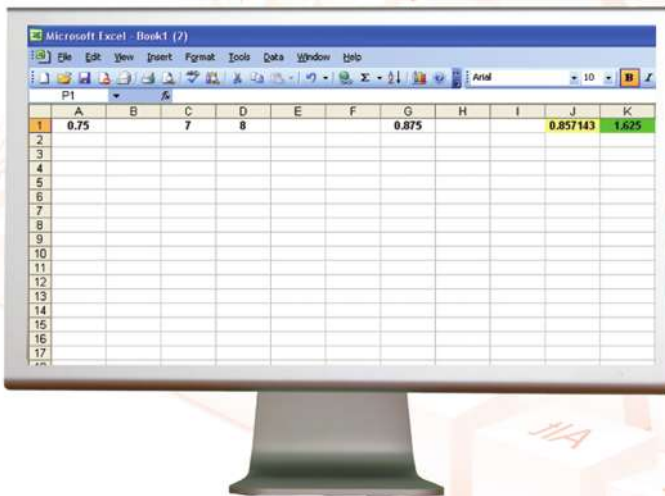 Microsoft Excel - Book1 (7)
File Edit View Insert Format Tools Data Window Help
Σ Arial 10 B I
P1 fx
A B C D E F G H I J K
1 0.75 7 8 0.875 0.857143 1.625
2
3
4
5
6
7
8
9
10
11
12
13
14
15
16
17